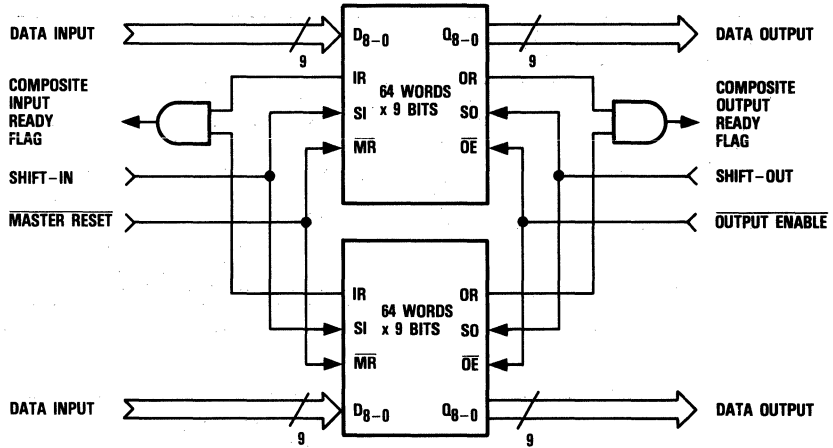 DATA INPUT
9
D8-0
Q8-0
9
DATA OUTPUT
COMPOSITE
INPUT
READY
FLAG
IR
OR
64 WORDS
x 9 BITS
SI
SO
MR
OE
COMPOSITE
OUTPUT
READY
FLAG
SHIFT-IN
SHIFT-OUT
MASTER RESET
OUTPUT ENABLE
IR
OR
64 WORDS
x 9 BITS
SI
SO
MR
OE
DATA INPUT
9
D8-0
Q8-0
9
DATA OUTPUT